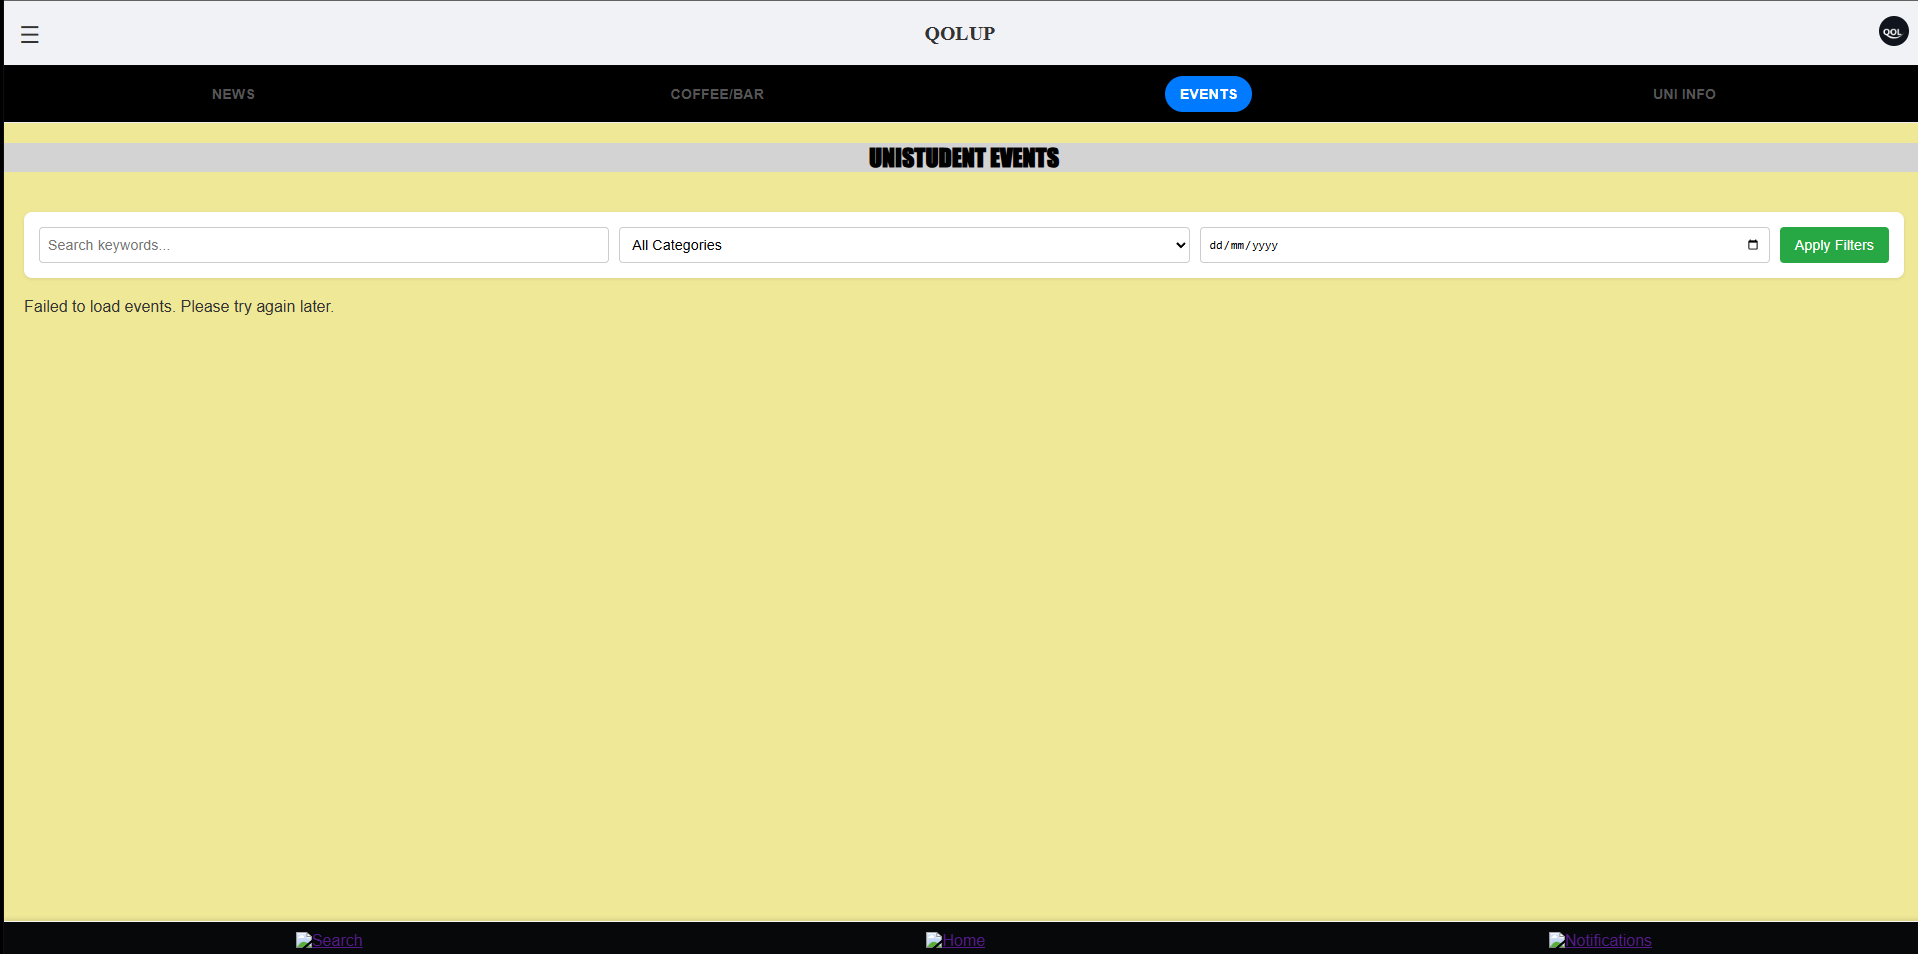 ☰ QOLUP QOL
NEWS COFFEE/BAR EVENTS UNI INFO
UNISTUDENT EVENTS
Search keywords... All Categories dd/mm/yyyy Apply Filters
Failed to load events. Please try again later.
Search Home Notifications